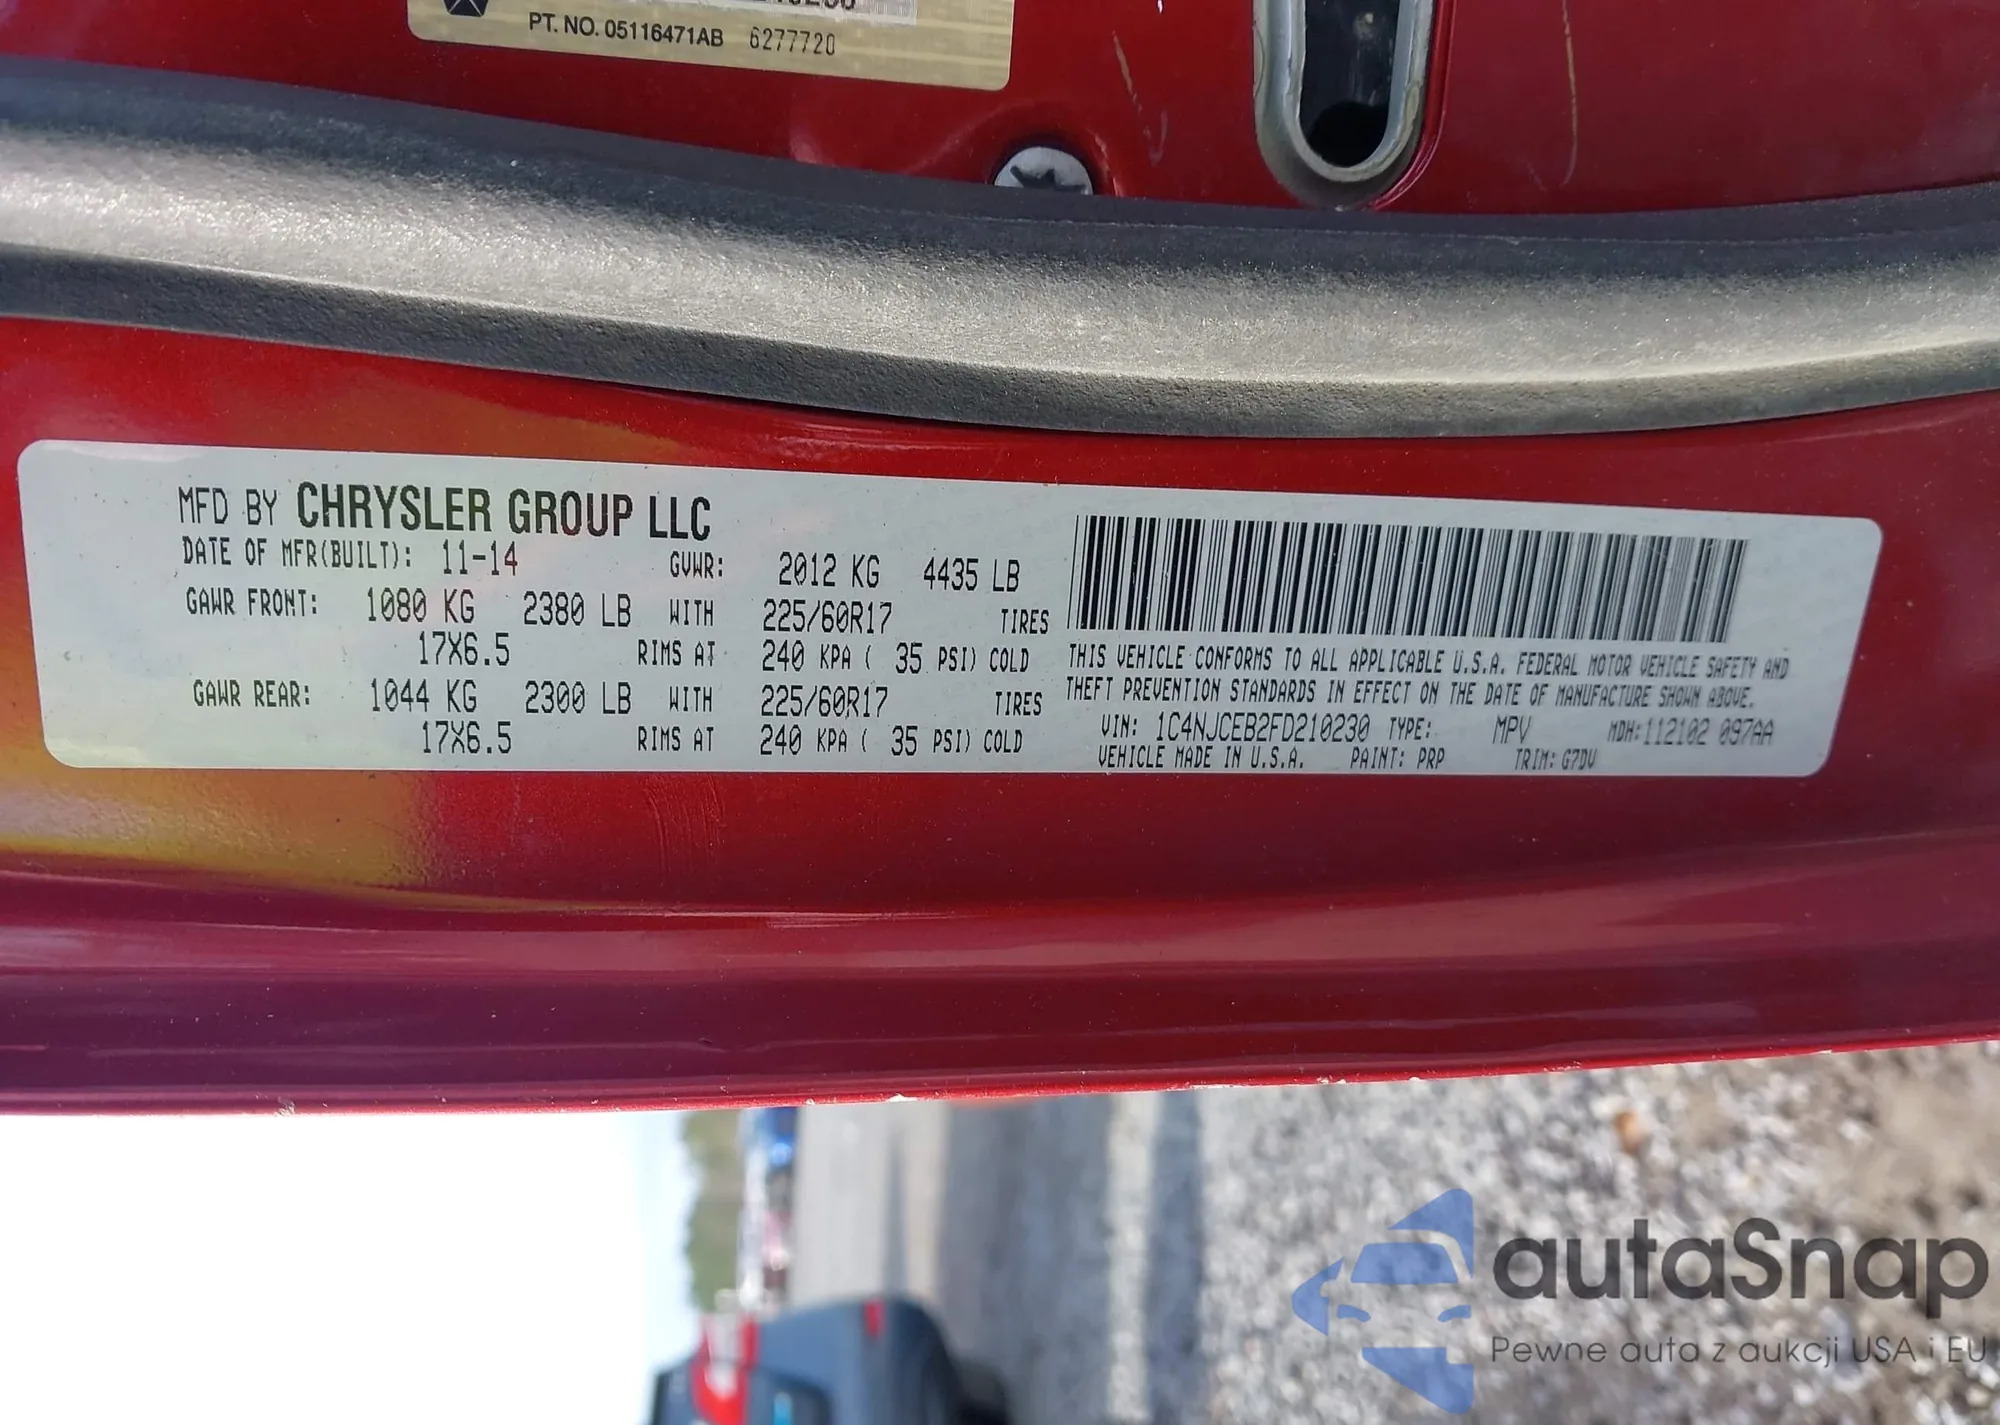 PT. NO. 05116471AB 6277720
MFD BY CHRYSLER GROUP LLC
DATE OF MFR(BUILT): 11-14 GVWR: 2012 KG 4435 LB
GAWR FRONT: 1080 KG 2380 LB WITH 225/60R17 TIRES
17X6.5 RIMS AT 240 KPA ( 35 PSI) COLD
GAWR REAR: 1044 KG 2300 LB WITH 225/60R17 TIRES
17X6.5 RIMS AT 240 KPA ( 35 PSI) COLD
THIS VEHICLE CONFORMS TO ALL APPLICABLE U.S.A. FEDERAL MOTOR VEHICLE SAFETY AND
THEFT PREVENTION STANDARDS IN EFFECT ON THE DATE OF MANUFACTURE SHOWN ABOVE.
VIN: 1C4NJCEB2FD210230 TYPE: MPV MDH:112102 097AA
VEHICLE MADE IN U.S.A. PAINT: PRP TRIM: G7DV
autaSnap
Pewne auta z aukcji USA i EU